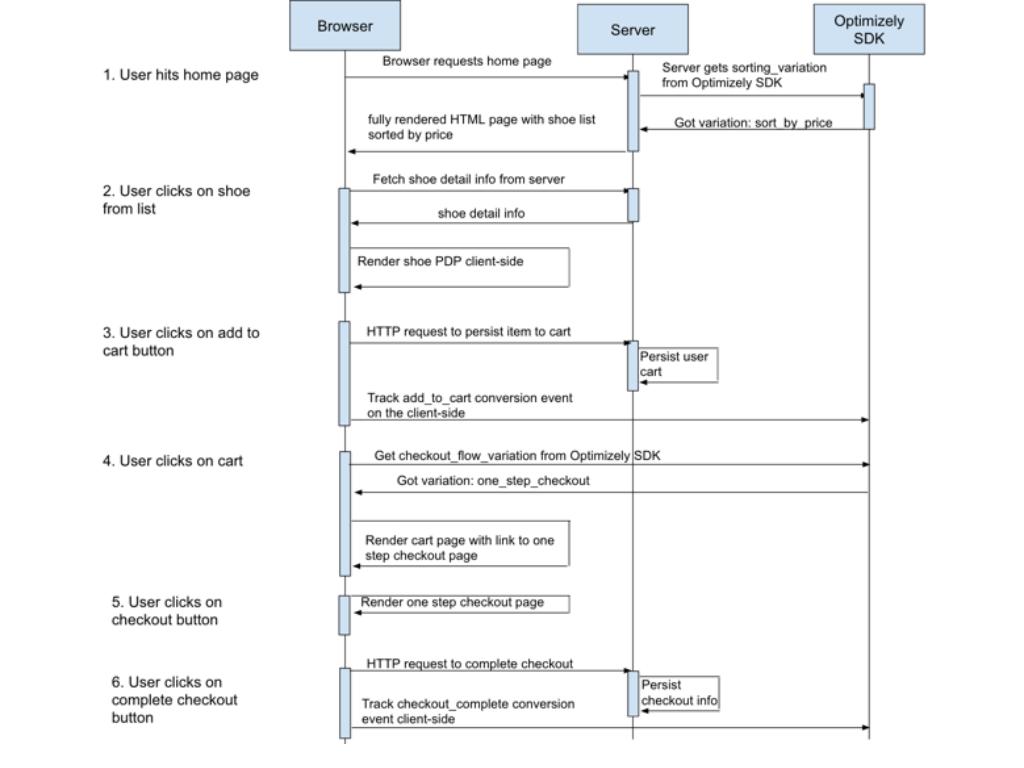 Browser
Server
Optimizely
SDK
1. User hits home page
Browser requests home page
Server gets sorting_variation
from Optimizely SDK
fully rendered HTML page with shoe list
sorted by price
Got variation: sort_by_price
2. User clicks on shoe
from list
Fetch shoe detail info from server
shoe detail info
Render shoe PDP client-side
3. User clicks on add to
cart button
HTTP request to persist item to cart
Persist user
cart
Track add_to_cart conversion event
on the client-side
4. User clicks on cart
Get checkout_flow_variation from Optimizely SDK
Got variation: one_step_checkout
Render cart page with link to one
step checkout page
5. User clicks on
checkout button
Render one step checkout page
6. User clicks on
complete checkout
button
HTTP request to complete checkout
Persist
checkout info
Track checkout_complete conversion
event client-side